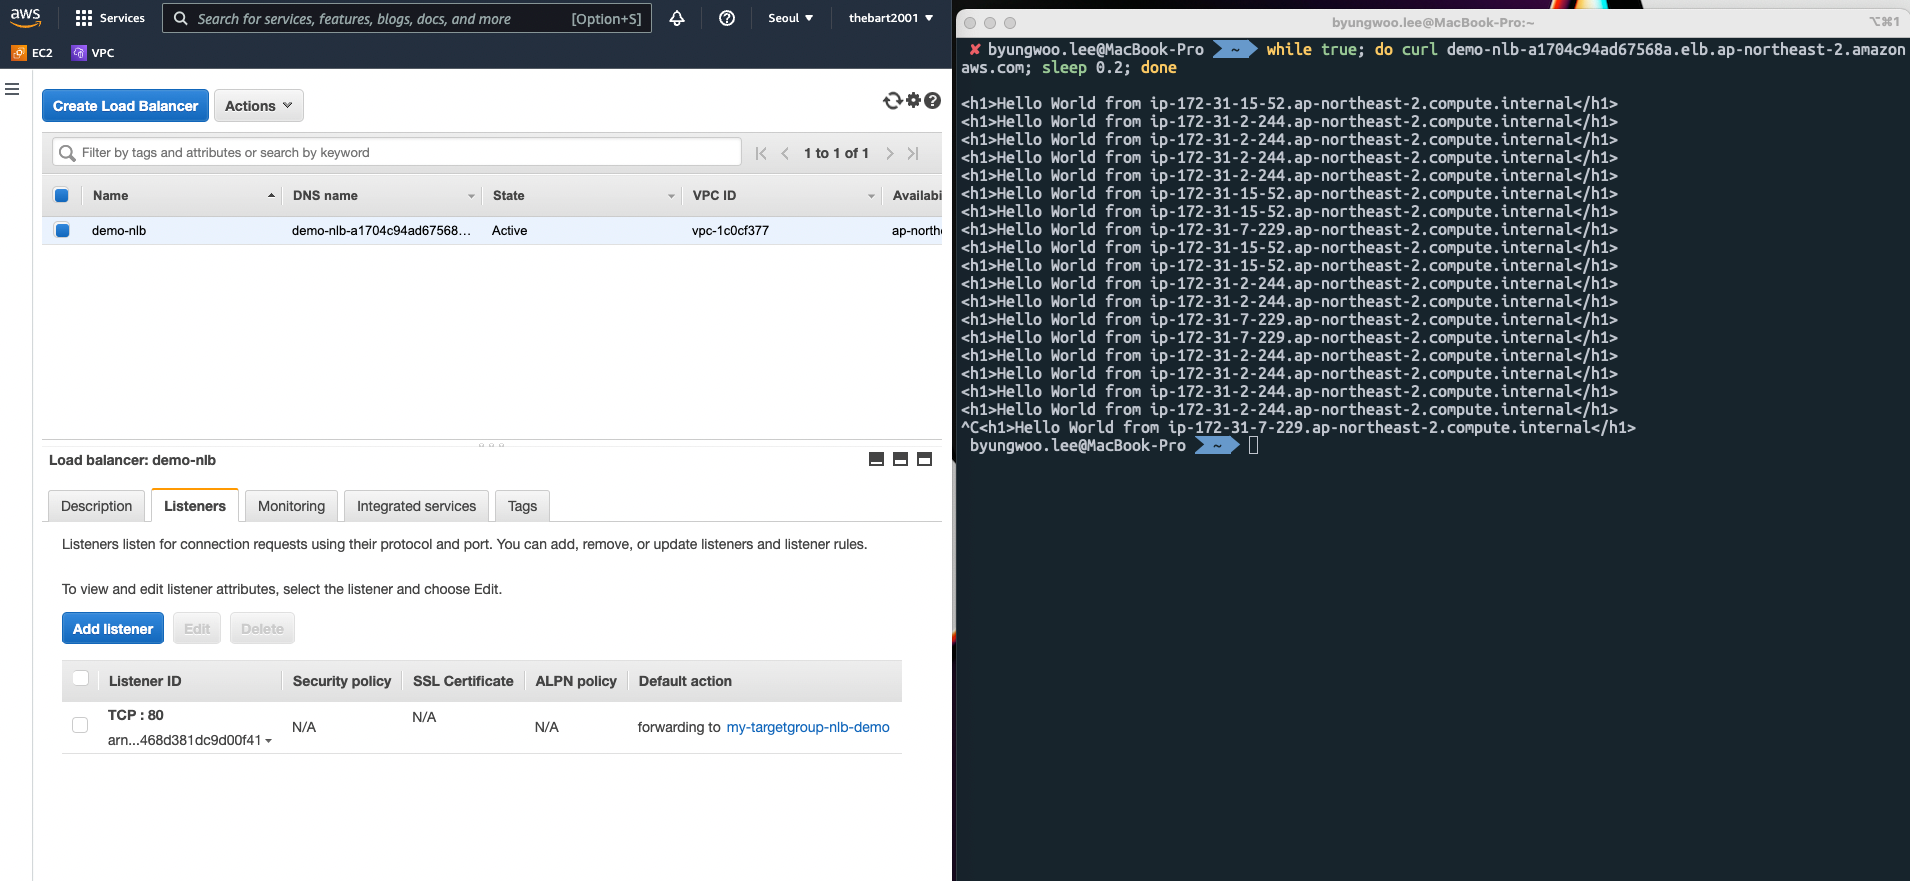 aws
Services
Search for services, features, blogs, docs, and more [Option+S]
Seoul
thebart2001
EC2
VPC
Create Load Balancer
Actions
Filter by tags and attributes or search by keyword
1 to 1 of 1
Name DNS name State VPC ID Availabi
demo-nlb demo-nlb-a1704c94ad67568... Active vpc-1c0cf377 ap-northe
Load balancer: demo-nlb
Description Listeners Monitoring Integrated services Tags
Listeners listen for connection requests using their protocol and port. You can add, remove, or update listeners and listener rules.
To view and edit listener attributes, select the listener and choose Edit.
Add listener Edit Delete
Listener ID Security policy SSL Certificate ALPN policy Default action
TCP : 80
arn...468d381dc9d00f41
N/A N/A N/A forwarding to my-targetgroup-nlb-demo
byungwoo.lee@MacBook-Pro:~
⌥⌘1
✘ byungwoo.lee@MacBook-Pro ~ while true; do curl demo-nlb-a1704c94ad67568a.elb.ap-northeast-2.amazon
aws.com; sleep 0.2; done
<h1>Hello World from ip-172-31-15-52.ap-northeast-2.compute.internal</h1>
<h1>Hello World from ip-172-31-2-244.ap-northeast-2.compute.internal</h1>
<h1>Hello World from ip-172-31-2-244.ap-northeast-2.compute.internal</h1>
<h1>Hello World from ip-172-31-2-244.ap-northeast-2.compute.internal</h1>
<h1>Hello World from ip-172-31-2-244.ap-northeast-2.compute.internal</h1>
<h1>Hello World from ip-172-31-15-52.ap-northeast-2.compute.internal</h1>
<h1>Hello World from ip-172-31-15-52.ap-northeast-2.compute.internal</h1>
<h1>Hello World from ip-172-31-7-229.ap-northeast-2.compute.internal</h1>
<h1>Hello World from ip-172-31-15-52.ap-northeast-2.compute.internal</h1>
<h1>Hello World from ip-172-31-15-52.ap-northeast-2.compute.internal</h1>
<h1>Hello World from ip-172-31-2-244.ap-northeast-2.compute.internal</h1>
<h1>Hello World from ip-172-31-2-244.ap-northeast-2.compute.internal</h1>
<h1>Hello World from ip-172-31-7-229.ap-northeast-2.compute.internal</h1>
<h1>Hello World from ip-172-31-7-229.ap-northeast-2.compute.internal</h1>
<h1>Hello World from ip-172-31-2-244.ap-northeast-2.compute.internal</h1>
<h1>Hello World from ip-172-31-2-244.ap-northeast-2.compute.internal</h1>
<h1>Hello World from ip-172-31-2-244.ap-northeast-2.compute.internal</h1>
<h1>Hello World from ip-172-31-2-244.ap-northeast-2.compute.internal</h1>
^C<h1>Hello World from ip-172-31-7-229.ap-northeast-2.compute.internal</h1>
byungwoo.lee@MacBook-Pro ~